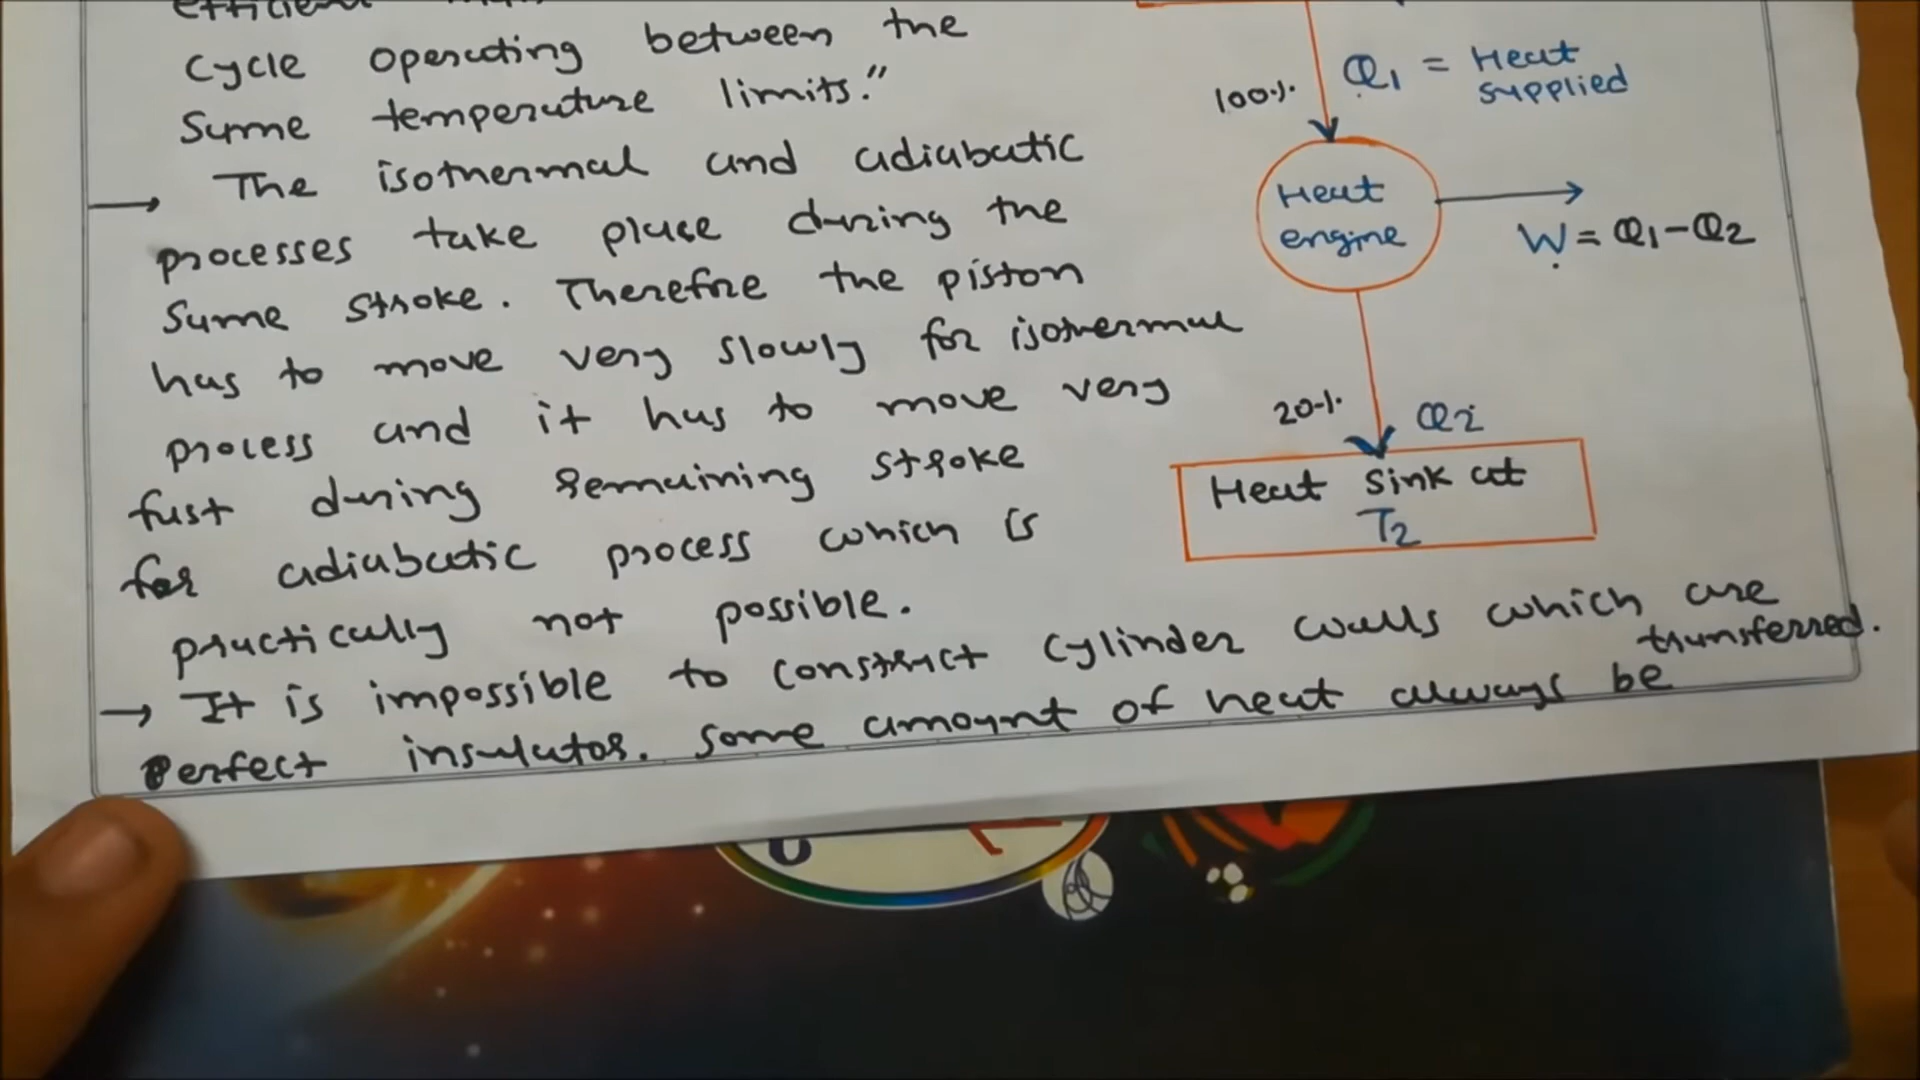 Cycle operating between the
Same temperature limits."
→ The isothermal and adiabatic
processes take place during the
Same stroke. Therefore the piston
has to move very slowly for isothermal
process and it has to move very
fast during remaining stroke
for adiabatic process which is
practically not possible.
→ It is impossible to construct cylinder walls which are
Perfect insulator. Some amount of heat always be
transferred.
100%
Q1 = Heat
supplied
Heat
engine
W = Q1-Q2
20%
Q2
Heat Sink at
T2